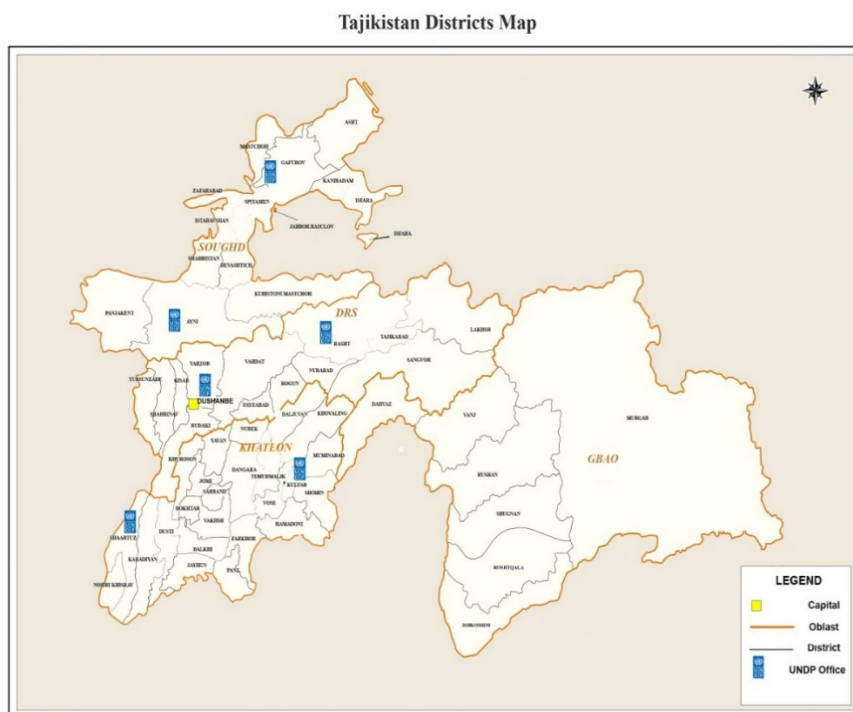 Tajikistan Districts Map
ASHT
MASTCHOH
GAFUROV
KANIBADAM
ZAFARABAD
SPITAMEN
ISFARA
ISTARAVSHAN
JABBOR RASULOV
ISFARA
SOUGHD
SHAHRISTAN
DEVASHTICH
KUHISTONI MASTCHOH
PANJAKENT
AYNI
DRS
RASHT
TAJIKABAD
LAKHSH
VARZOB
VAHDAT
NURABAD
SANGVOR
TURSUNZADE
HISAR
ROGUN
DUSHANBE
SHAHRINAV
FAYZABAD
BALJUVAN
KHOVALING
DARVAZ
VANJ
MURGAB
RUDAKI
NUREK
YAVAN
KHATLON
MUMINABAD
GBAO
KHUROSON
DANGARA
TEMURMALIK
RUSHAN
JOMI
SARBAND
KULYAB
SHOHIN
VOSE
BOKHTAR
VAKHSH
HAMADONI
SHUGNAN
SHAARTUZ
DUSTI
FARKHOR
BALKHI
KABADIYAN
JAYHUN
PANJ
ROSHTQALA
NOSIRI KHISRAV
ISHKOSHIM
LEGEND
Capital
Oblast
District
UNDP Office